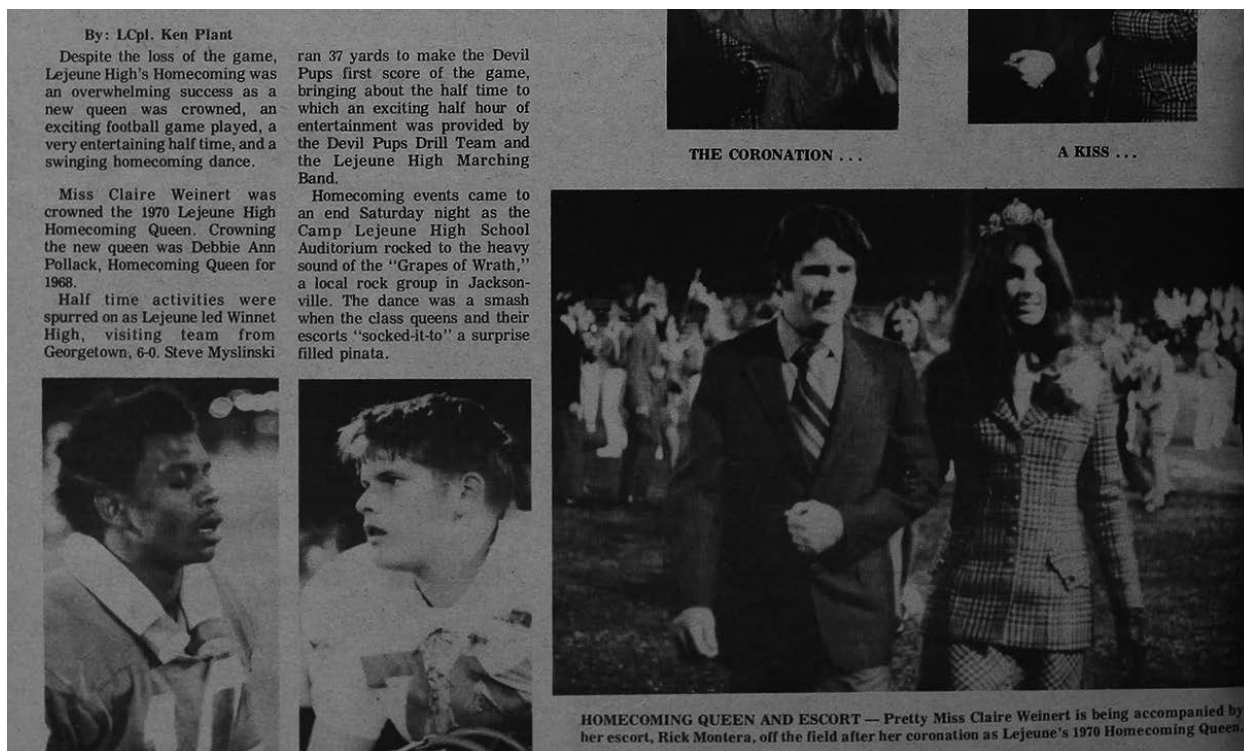 By: LCpl. Ken Plant
Despite the loss of the game,
Lejeune High's Homecoming was
an overwhelming success as a
new queen was crowned, an
exciting football game played, a
very entertaining half time, and a
swinging homecoming dance.
Miss Claire Weinert was
crowned the 1970 Lejeune High
Homecoming Queen. Crowning
the new queen was Debbie Ann
Pollack, Homecoming Queen for
1968.
Half time activities were
spurred on as Lejeune led Winnet
High, visiting team from
Georgetown, 6-0. Steve Myslinski
ran 37 yards to make the Devil
Pups first score of the game,
bringing about the half time to
which an exciting half hour of
entertainment was provided by
the Devil Pups Drill Team and
the Lejeune High Marching
Band.
Homecoming events came to
an end Saturday night as the
Camp Lejeune High School
Auditorium rocked to the heavy
sound of the "Grapes of Wrath,"
a local rock group in Jackson-
ville. The dance was a smash
when the class queens and their
escorts "socked-it-to" a surprise
filled pinata.
THE CORONATION . . .
A KISS . . .
HOMECOMING QUEEN AND ESCORT — Pretty Miss Claire Weinert is being accompanied by
her escort, Rick Montera, off the field after her coronation as Lejeune's 1970 Homecoming Queen.